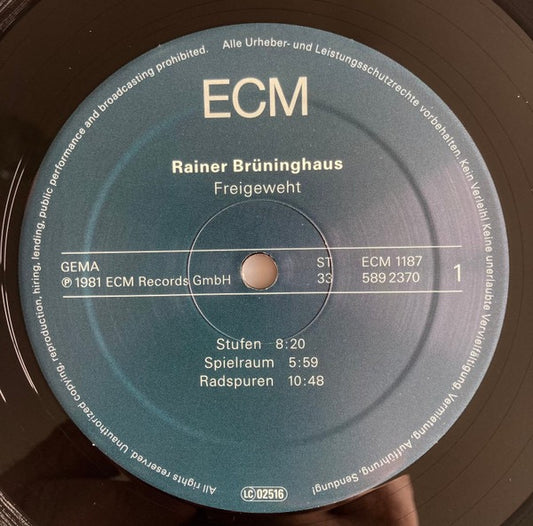 ECM
Rainer Brüninghaus
Freigeweht
GEMA
℗ 1981 ECM Records GmbH
ST
33
ECM 1187
589 2370
1
Stufen 8:20
Spielraum 5:59
Radspuren 10:48
LC 02516
Alle Urheber- und Leistungsschutzrechte vorbehalten. Kein Verleih! Keine unerlaubte Vervielfältigung, Vermietung, Aufführung, Sendung!
All rights reserved. Unauthorized copying, reproduction, hiring, lending, public performance and broadcasting prohibited.